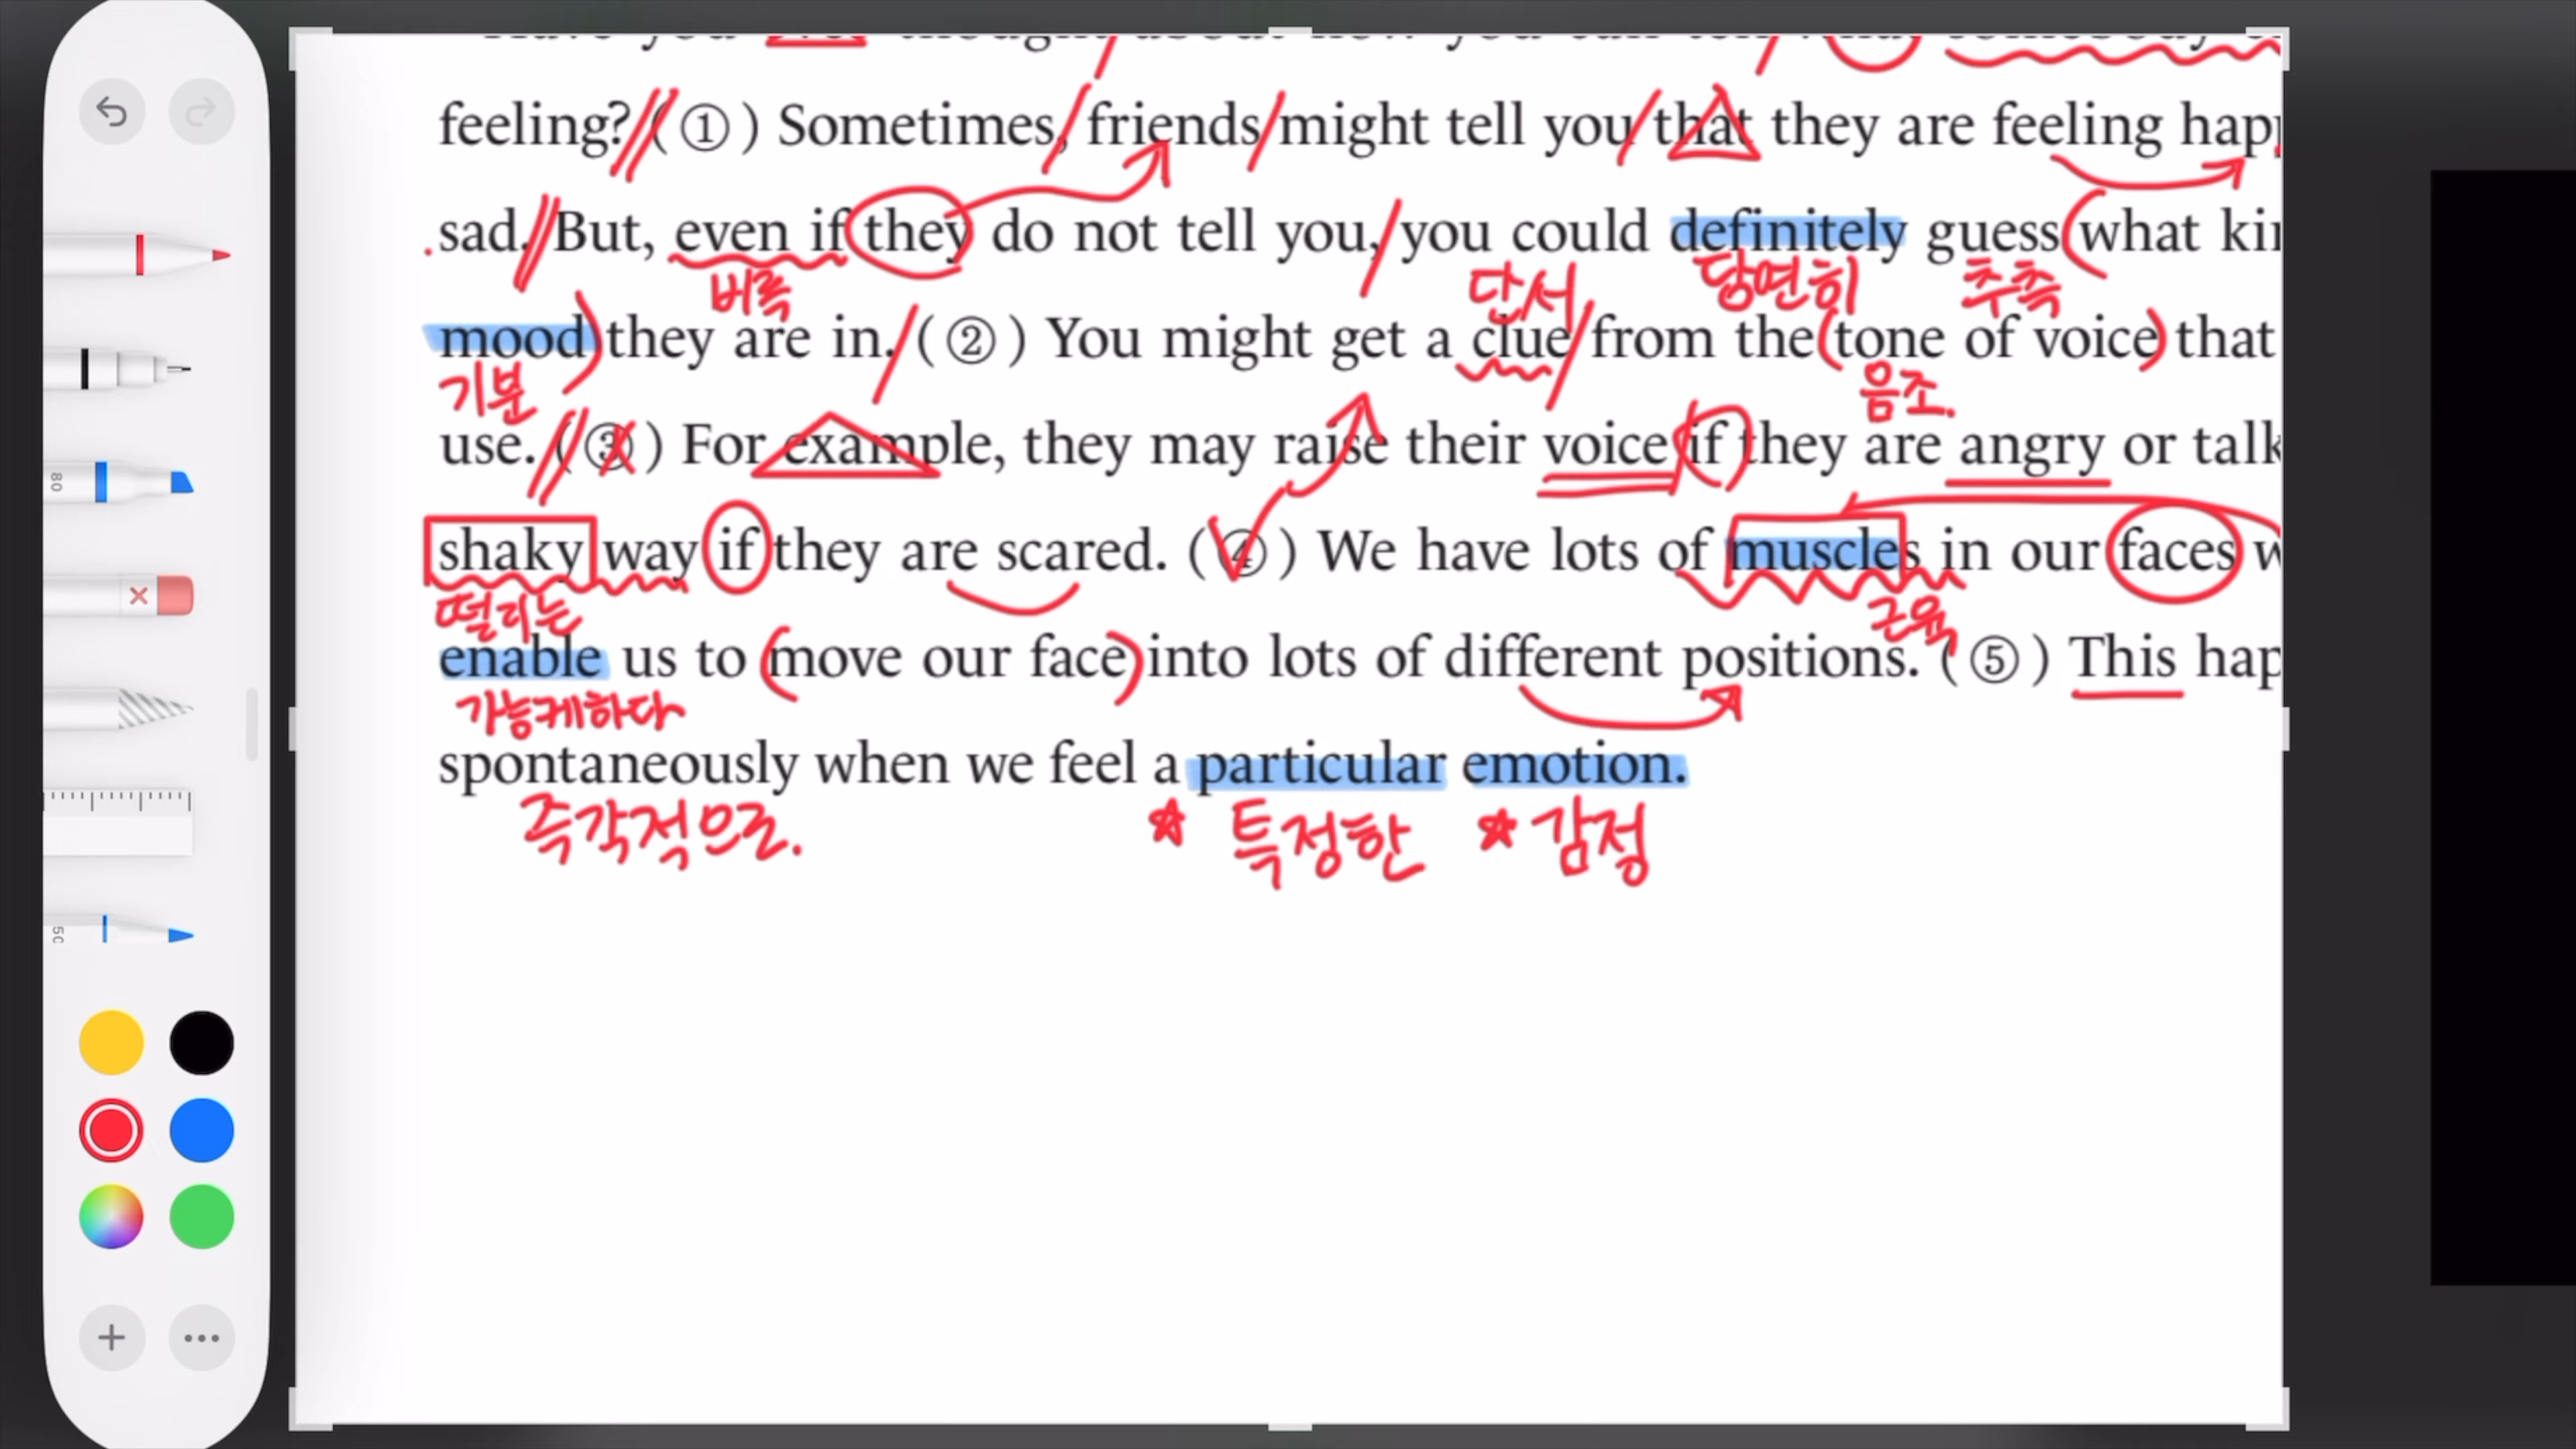 feeling? ( ① ) Sometimes, friends might tell you that they are feeling
sad. But, even if they do not tell you, you could definitely guess what
버록 단서 당면히 추측
mood they are in. ( ② ) You might get a clue from the tone of voice that
기분 음조.
use. ( ③ ) For example, they may raise their voice if they are angry or talk
shaky way if they are scared. ( ④ ) We have lots of muscles in our faces
떨리는 근육
enable us to move our face into lots of different positions. ( ⑤ ) This
가능케하다
spontaneously when we feel a particular emotion.
즉각적으로. 특정한 감정
80
50